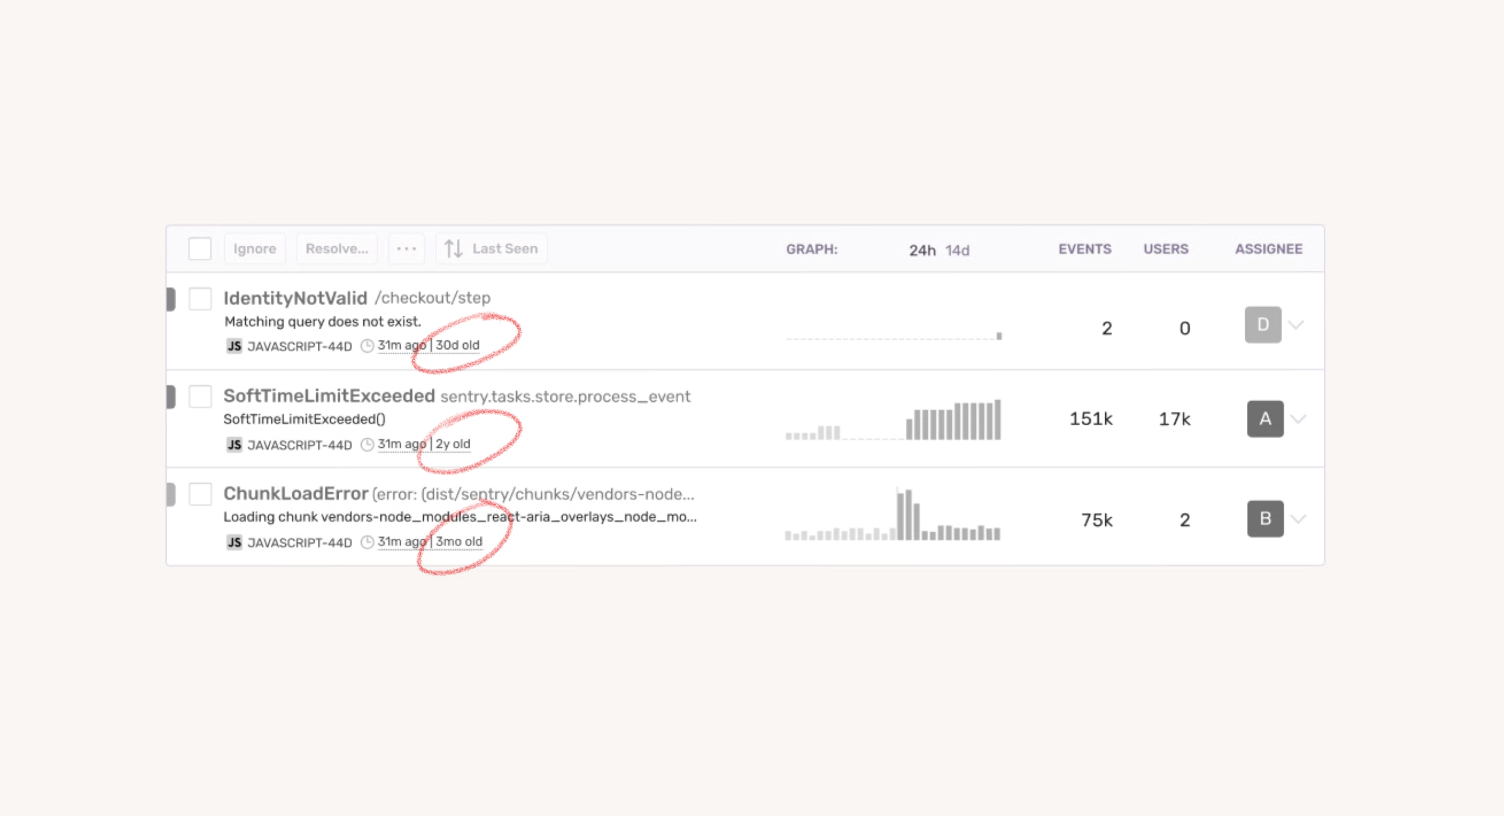 Ignore Resolve... ... Last Seen GRAPH: 24h 14d EVENTS USERS ASSIGNEE
IdentityNotValid /checkout/step
Matching query does not exist.
JS JAVASCRIPT-44D 31m ago | 30d old
2 0 D
SoftTimeLimitExceeded sentry.tasks.store.process_event
SoftTimeLimitExceeded()
JS JAVASCRIPT-44D 31m ago | 2y old
151k 17k A
ChunkLoadError (error: (dist/sentry/chunks/vendors-node...
Loading chunk vendors-node_modules_react-aria_overlays_node_mo...
JS JAVASCRIPT-44D 31m ago | 3mo old
75k 2 B